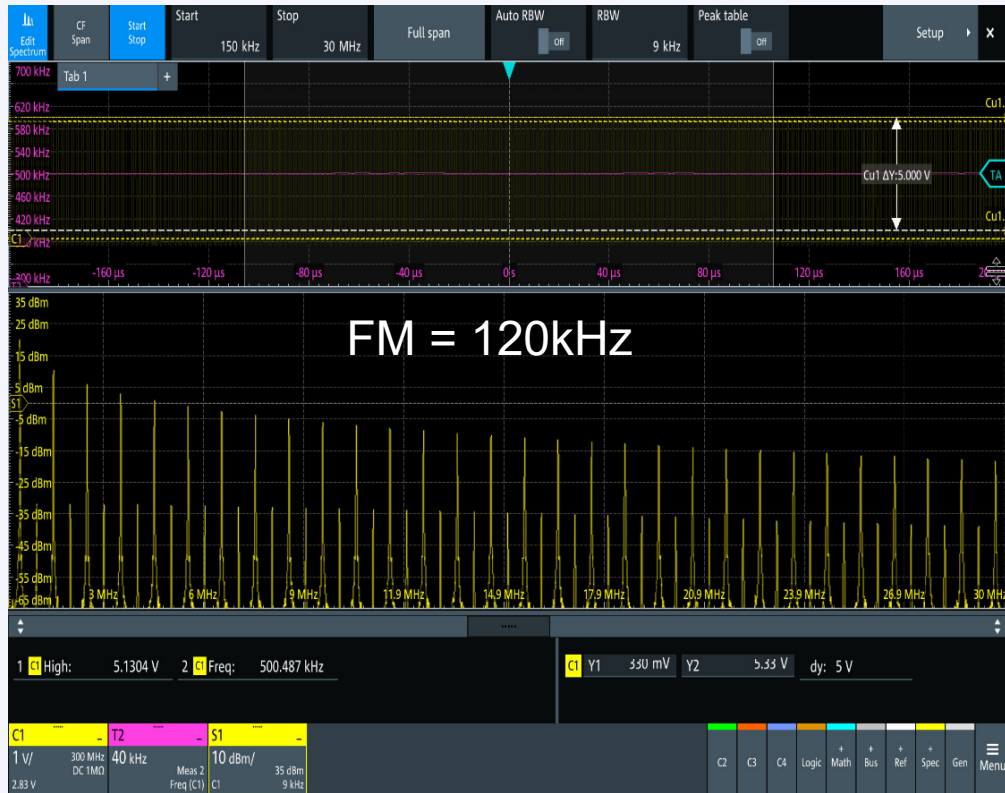 Edit
Spectrum
CF
Span
Start
Stop
Start
150 kHz
Stop
30 MHz
Full span
Auto RBW
Off
RBW
9 kHz
Peak table
Off
Setup
X
700 kHz
Tab 1
+
620 kHz
580 kHz
540 kHz
500 kHz
460 kHz
420 kHz
C1
kHz
300 kHz
Cu1.
Cu1 ΔY:5.000 V
TA
Cu1.
-160 µs
-120 µs
-80 µs
-40 µs
0 s
40 µs
80 µs
120 µs
160 µs
35 dBm
25 dBm
15 dBm
5 dBm
S1
-5 dBm
-15 dBm
-25 dBm
-35 dBm
-45 dBm
-55 dBm
-65 dBm
FM = 120kHz
3 MHz
6 MHz
9 MHz
11.9 MHz
14.9 MHz
17.9 MHz
20.9 MHz
23.9 MHz
26.9 MHz
30 MHz
1 C1 High: 5.1304 V 2 C1 Freq: 500.487 kHz
C1 Y1 330 mV Y2 5.33 V dy: 5 V
C1
1 V/
300 MHz
DC 1MΩ
2.83 V
T2
40 kHz
Meas 2
Freq (C1)
S1
10 dBm/
35 dBm
C1
9 kHz
C2
C3
C4
Logic
+
Math
+
Bus
+
Ref
+
Spec
Gen
Menu